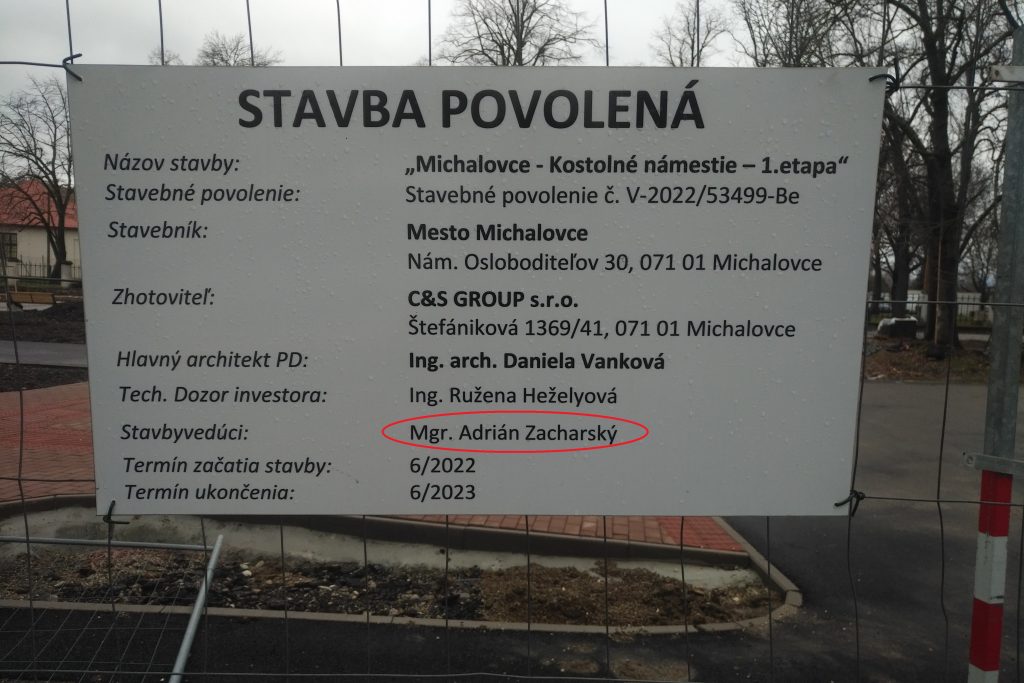 STAVBA POVOLENÁ
Názov stavby: „Michalovce - Kostolné námestie – 1.etapa“
Stavebné povolenie: Stavebné povolenie č. V-2022/53499-Be
Stavebník: Mesto Michalovce
Nám. Osloboditeľov 30, 071 01 Michalovce
Zhotoviteľ: C&S GROUP s.r.o.
Štefániková 1369/41, 071 01 Michalovce
Hlavný architekt PD: Ing. arch. Daniela Vanková
Tech. Dozor investora: Ing. Ružena Heželyová
Stavbyvedúci: Mgr. Adrián Zacharský
Termín začatia stavby: 6/2022
Termín ukončenia: 6/2023